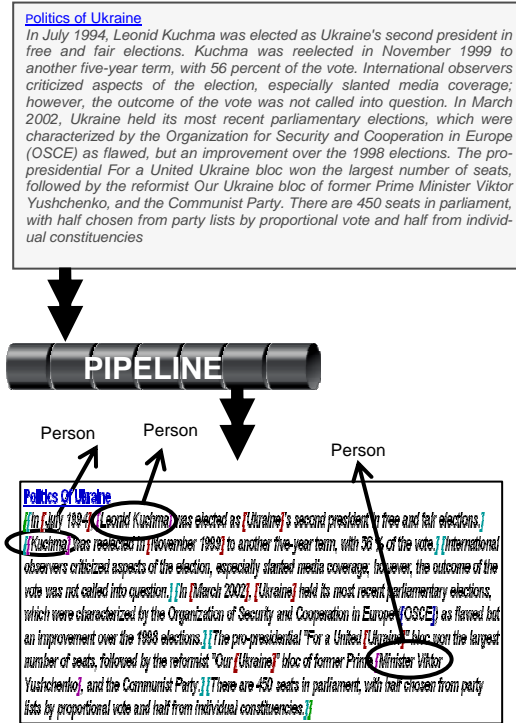 Politics of Ukraine
In July 1994, Leonid Kuchma was elected as Ukraine's second president in
free and fair elections. Kuchma was reelected in November 1999 to
another five-year term, with 56 percent of the vote. International observers
criticized aspects of the election, especially slanted media coverage;
however, the outcome of the vote was not called into question. In March
2002, Ukraine held its most recent parliamentary elections, which were
characterized by the Organization for Security and Cooperation in Europe
(OSCE) as flawed, but an improvement over the 1998 elections. The pro-
presidential For a United Ukraine bloc won the largest number of seats,
followed by the reformist Our Ukraine bloc of former Prime Minister Viktor
Yushchenko, and the Communist Party. There are 450 seats in parliament,
with half chosen from party lists by proportional vote and half from individ-
ual constituencies
PIPELINE
Person
Person
Person
Politics Of Ukraine
[[In [July 1994], [Leonid Kuchma] was elected as [Ukraine]'s second president in free and fair elections.]
[[Kuchma] was reelected in [November 1999] to another five-year term, with 56 % of the vote.] [International
observers criticized aspects of the election, especially slanted media coverage; however, the outcome of the
vote was not called into question.] [In [March 2002], [Ukraine] held its most recent parliamentary elections,
which were characterized by the Organization of Security and Cooperation in Europe [OSCE] as flawed but
an improvement over the 1998 elections.] [The pro-presidential "For a United [Ukraine]" bloc won the largest
number of seats, followed by the reformist "Our [Ukraine]" bloc of former Prime [Minister Viktor
Yushchenko], and the Communist Party.] [There are 450 seats in parliament, with half chosen from party
lists by proportional vote and half from individual constituencies.]]